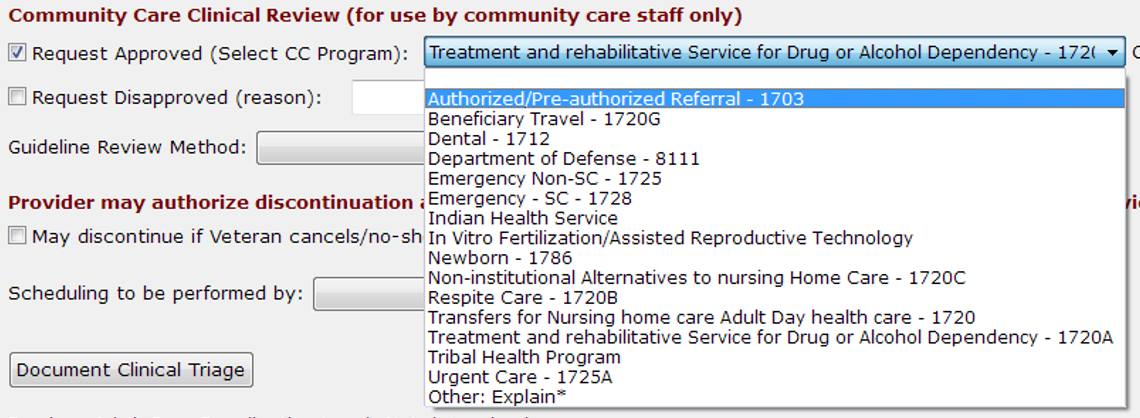 Community Care Clinical Review (for use by community care staff only)
Request Approved (Select CC Program):
Treatment and rehabilitative Service for Drug or Alcohol Dependency - 1720
Request Disapproved (reason):
Authorized/Pre-authorized Referral - 1703
Beneficiary Travel - 1720G
Dental - 1712
Guideline Review Method:
Department of Defense - 8111
Emergency Non-SC - 1725
Emergency - SC - 1728
Provider may authorize discontinuation
Indian Health Service
May discontinue if Veteran cancels/no-sh
In Vitro Fertilization/Assisted Reproductive Technology
Newborn - 1786
Non-institutional Alternatives to nursing Home Care - 1720C
Scheduling to be performed by:
Respite Care - 1720B
Transfers for Nursing home care Adult Day health care - 1720
Treatment and rehabilitative Service for Drug or Alcohol Dependency - 1720A
Tribal Health Program
Document Clinical Triage
Urgent Care - 1725A
Other: Explain*